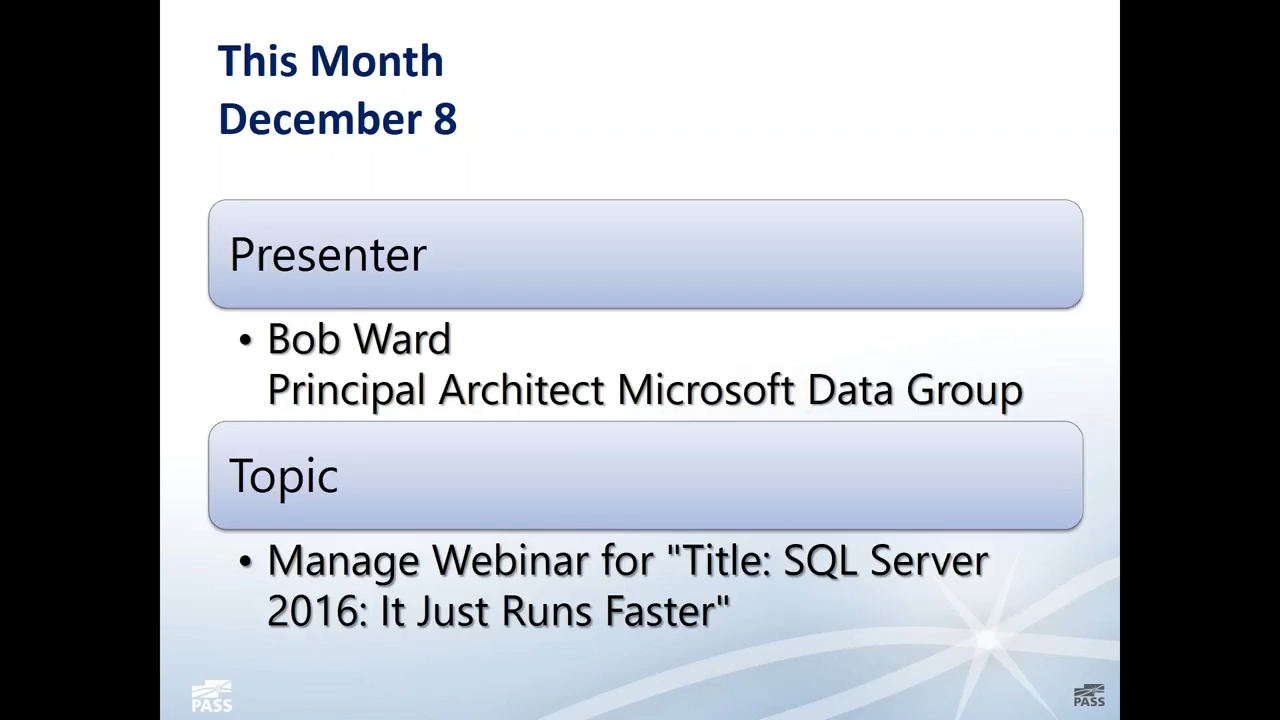 This Month
December 8
Presenter
• Bob Ward
Principal Architect Microsoft Data Group
Topic
• Manage Webinar for "Title: SQL Server
2016: It Just Runs Faster"
PASS
PASS